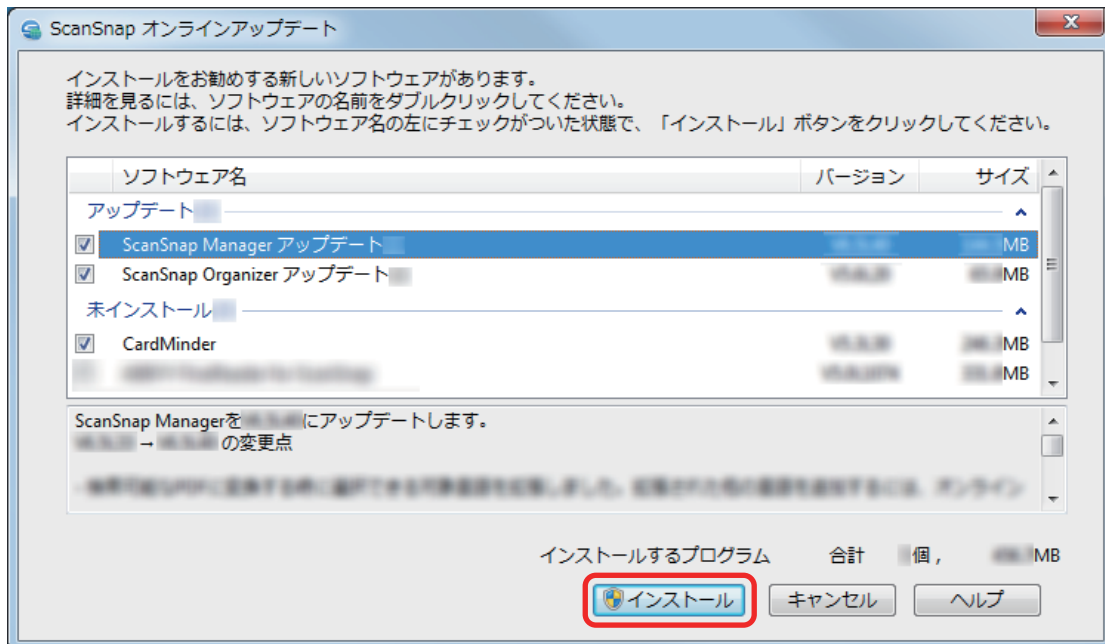 ScanSnap オンラインアップデート
インストールをお勧めする新しいソフトウェアがあります。
詳細を見るには、ソフトウェアの名前をダブルクリックしてください。
インストールするには、ソフトウェア名の左にチェックがついた状態で、「インストール」ボタンをクリックしてください。
ソフトウェア名 バージョン サイズ
アップデート
ScanSnap Manager アップデート MB
ScanSnap Organizer アップデート MB
未インストール
CardMinder MB
MB
ScanSnap Managerを にアップデートします。
→ の変更点
インストールするプログラム 合計 個 , MB
インストール キャンセル ヘルプ